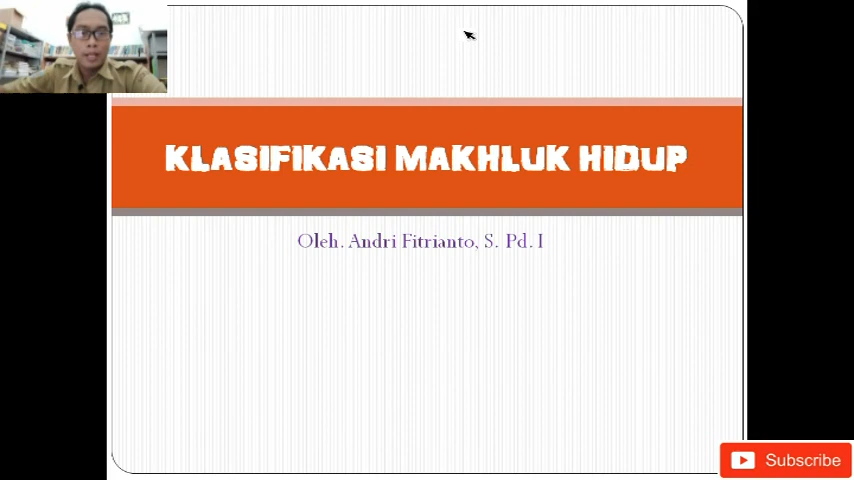 KLASIFIKASI MAKHLUK HIDUP
Oleh. Andri Fitrianto, S. Pd. I
Subscribe